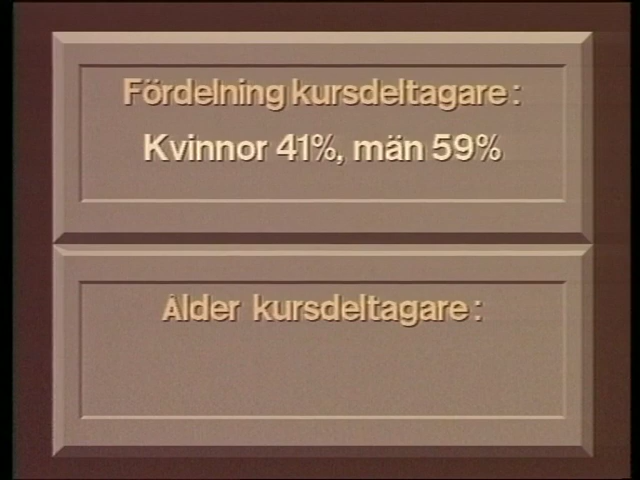 Fördelning kursdeltagare:
Kvinnor 41%, män 59%
Ålder kursdeltagare: